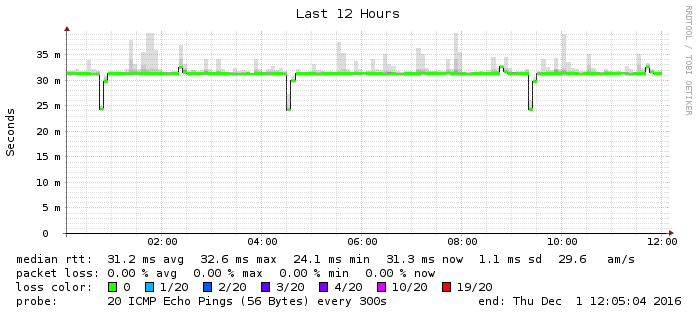 Last 12 Hours
RRDTOOL / TOBI OETIKER
Seconds
35 m
30 m
25 m
20 m
15 m
10 m
5 m
0
02:00 04:00 06:00 08:00 10:00 12:00
median rtt: 31.2 ms avg 32.6 ms max 24.1 ms min 31.3 ms now 1.1 ms sd 29.6 am/s
packet loss: 0.00 % avg 0.00 % max 0.00 % min 0.00 % now
loss color: 0 1/20 2/20 3/20 4/20 10/20 19/20
probe: 20 ICMP Echo Pings (56 Bytes) every 300s end: Thu Dec 1 12:05:04 2016